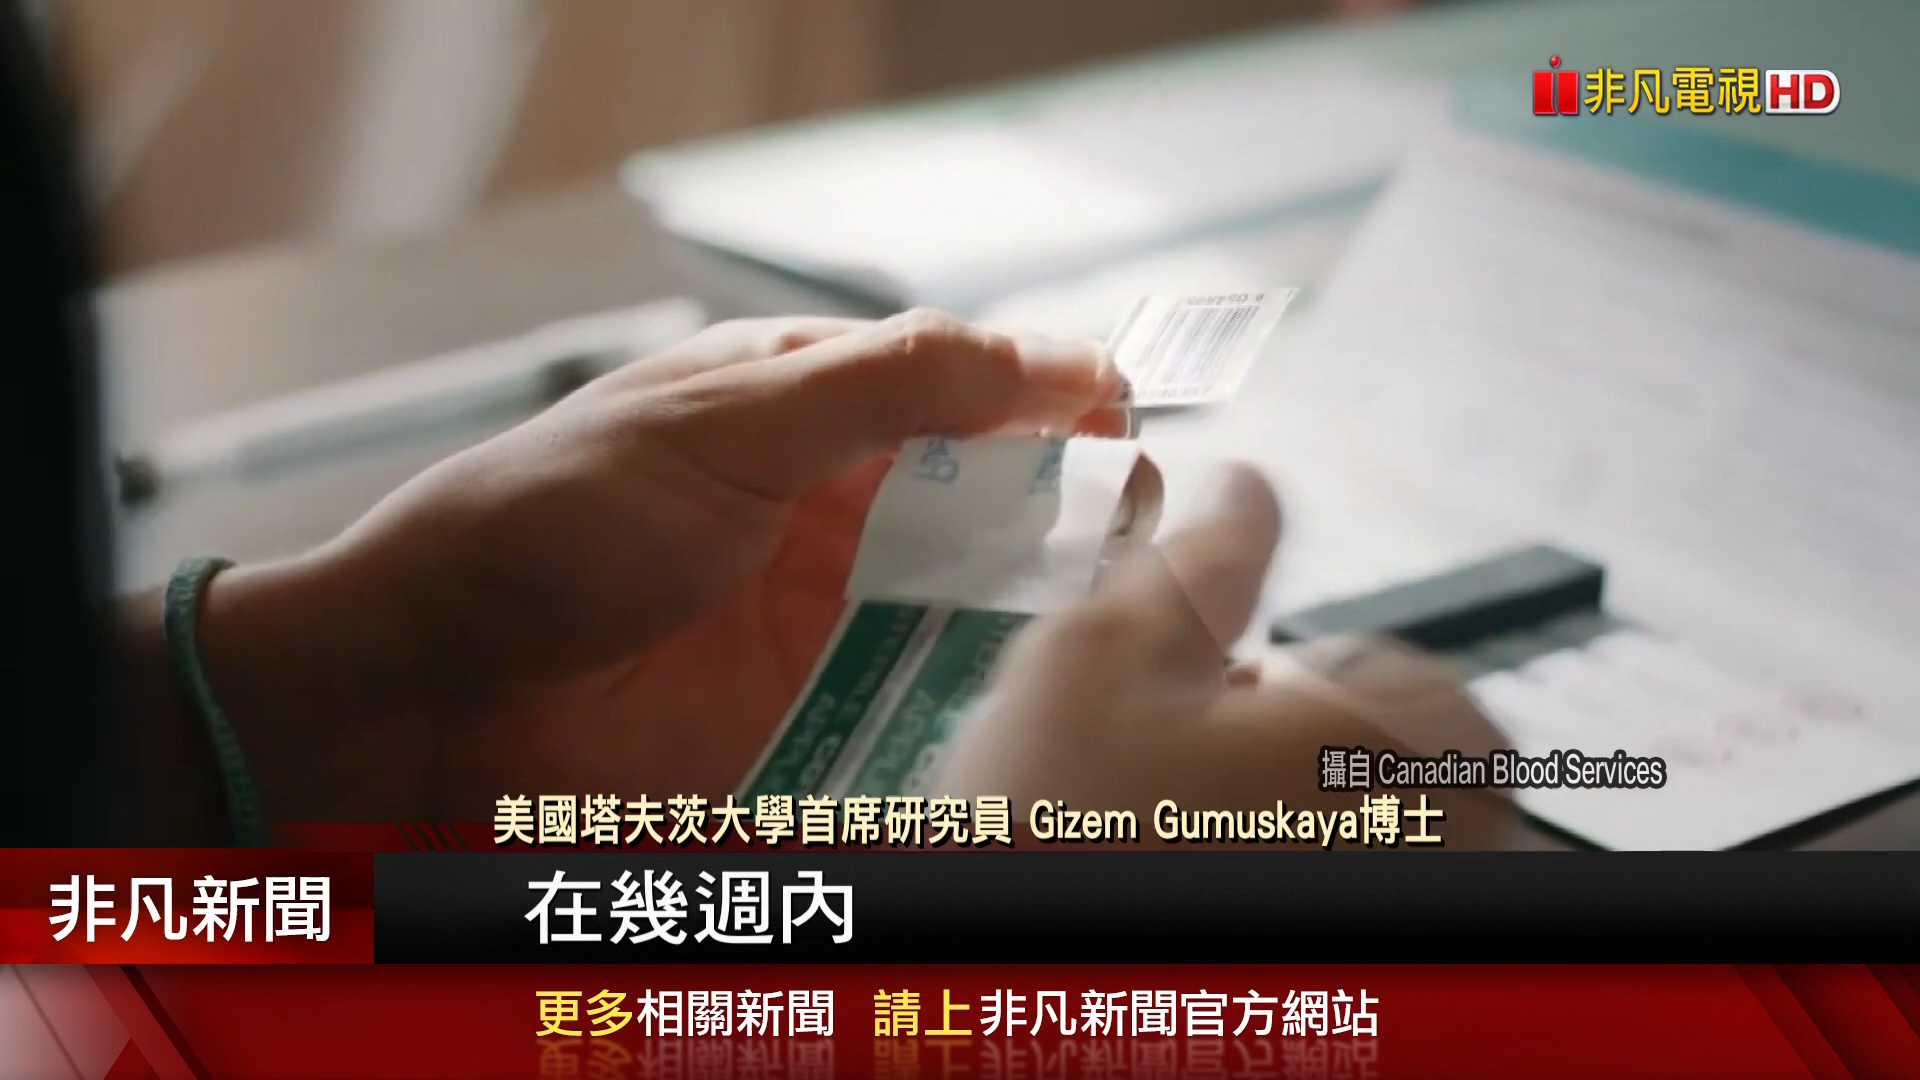 非凡電視HD
攝自 Canadian Blood Services
美國塔夫茨大學首席研究員 Gizem Gumuskaya博士
非凡新聞
在幾週內
更多相關新聞 請上非凡新聞官方網站